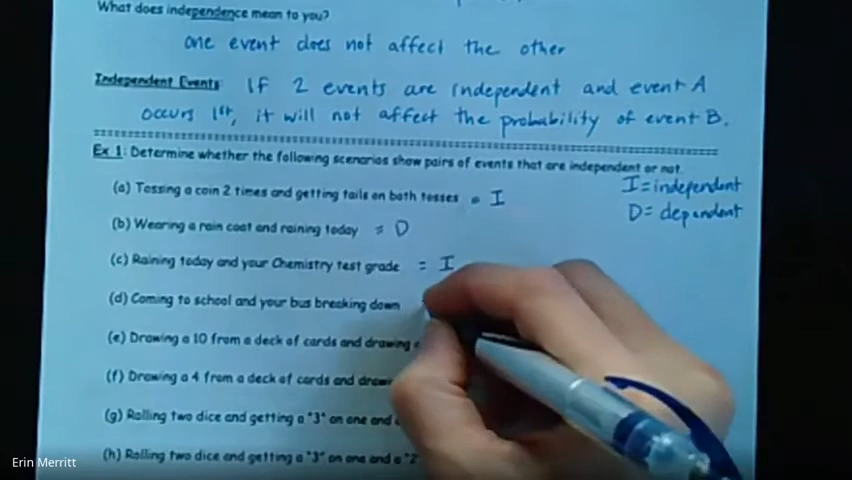 What does independence mean to you?
one event does not affect the other
Independent Events: If 2 events are independent and event A
occurs 1st, it will not affect the probability of event B.
Ex 1: Determine whether the following scenarios show pairs of events that are independent or not.
I = independent
(a) Tossing a coin 2 times and getting tails on both tosses = I
D = dependent
(b) Wearing a rain coat and raining today = D
(c) Raining today and your Chemistry test grade = I
(d) Coming to school and your bus breaking down
(e) Drawing a 10 from a deck of cards and drawing
(f) Drawing a 4 from a deck of cards and
(g) Rolling two dice and getting a "3" on one and
(h) Rolling two dice and getting a "3" on one and a "2"
Erin Merritt